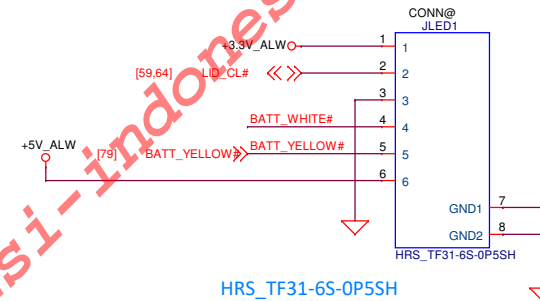 CONN@
JLED1
+3.3V_ALW 1 1
[59,64] LID_CL# 2 2
3 3
BATT_WHITE# 4 4
+5V_ALW [79] BATT_YELLOW# BATT_YELLOW# 5 5
6 6
GND1 7
GND2 8
HRS_TF31-6S-0P5SH
HRS_TF31-6S-0P5SH
si-indones